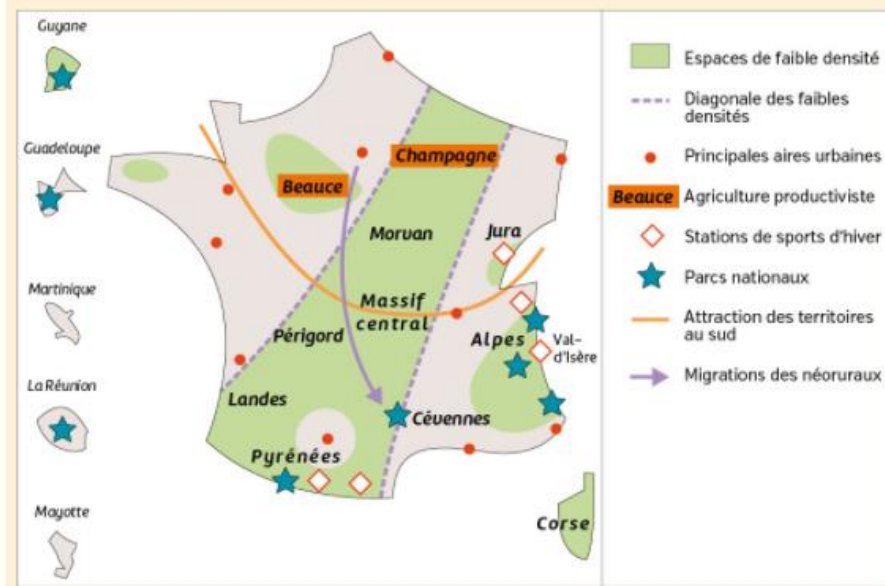 Guyane
Guadeloupe
Martinique
La Réunion
Mayotte
Champagne
Beauce
Morvan
Jura
Massif
central
Périgord
Alpes
Val-
d'Isère
Landes
Cévennes
Pyrénées
Corse
Espaces de faible densité
Diagonale des faibles
densités
Principales aires urbaines
Beauce
Agriculture productiviste
Stations de sports d'hiver
Parcs nationaux
Attraction des territoires
au sud
Migrations des néoruraux